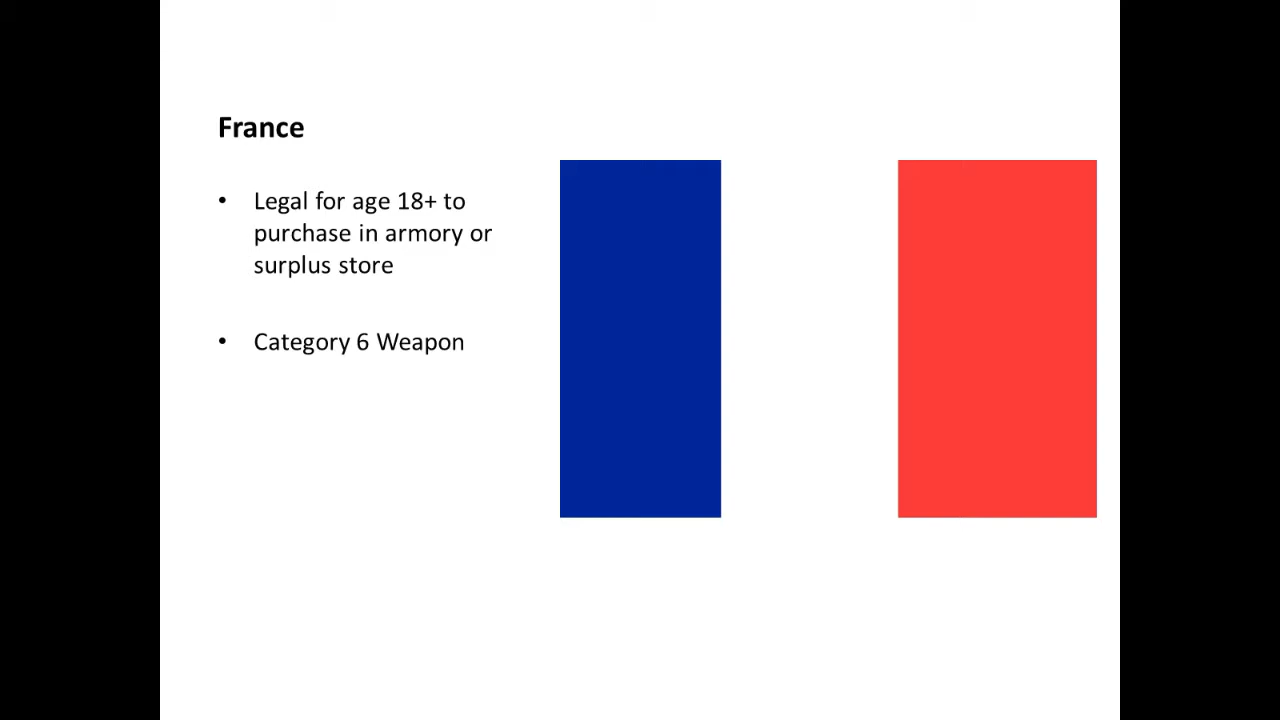 France
• Legal for age 18+ to
purchase in armory or
surplus store
• Category 6 Weapon